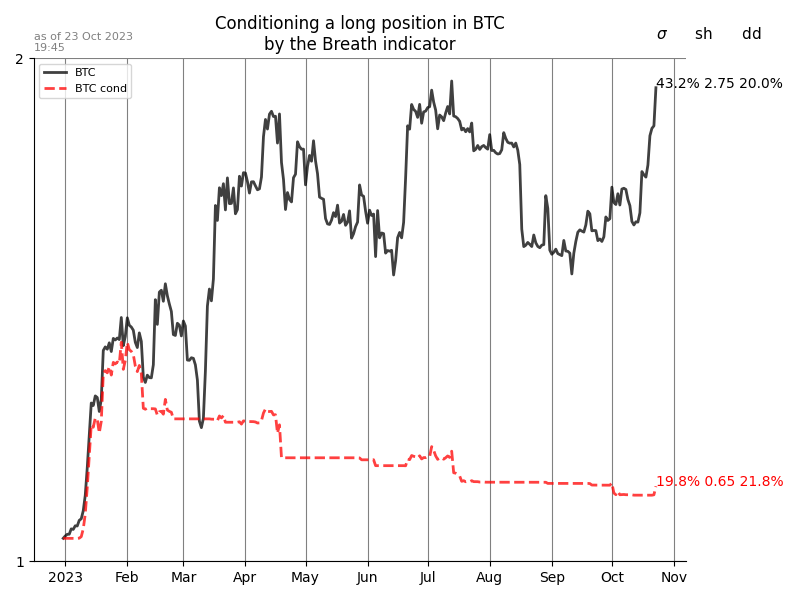 Conditioning a long position in BTC
by the Breath indicator
as of 23 Oct 2023
19:45
σ sh dd
2
BTC
BTC cond
43.2% 2.75 20.0%
19.8% 0.65 21.8%
1
2023 Feb Mar Apr May Jun Jul Aug Sep Oct Nov